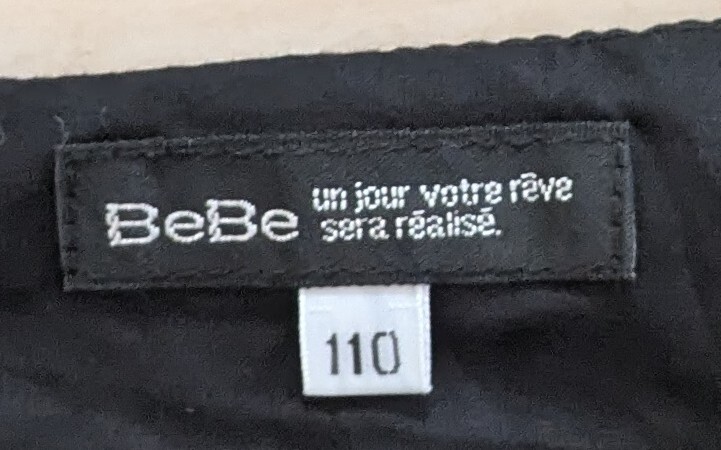 BeBe
un jour votre rêve
sera réalisé.
110